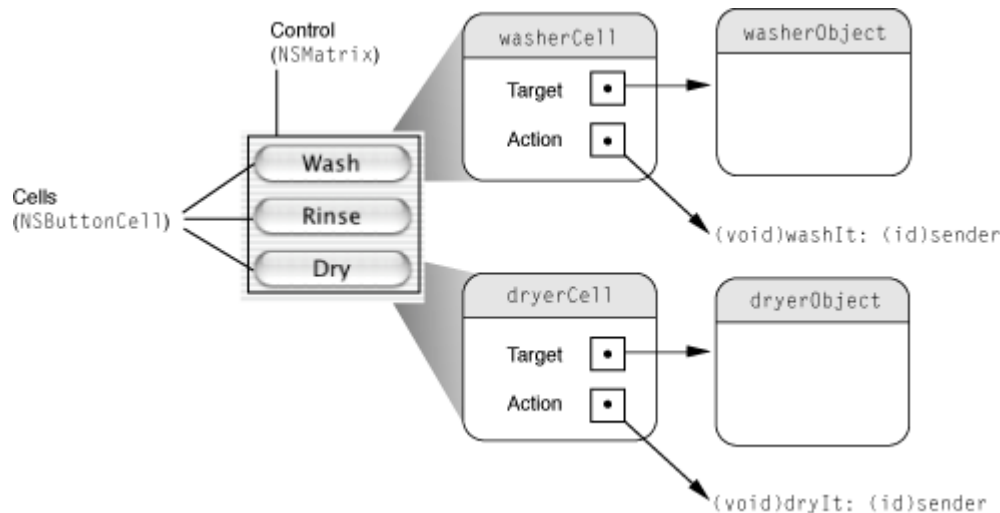 Control
(NSMatrix)
washerCell
washerObject
Target
Action
Wash
Rinse
Dry
Cells
(NSButtonCell)
(void)washIt: (id)sender
dryerCell
dryerObject
Target
Action
(void)dryIt: (id)sender